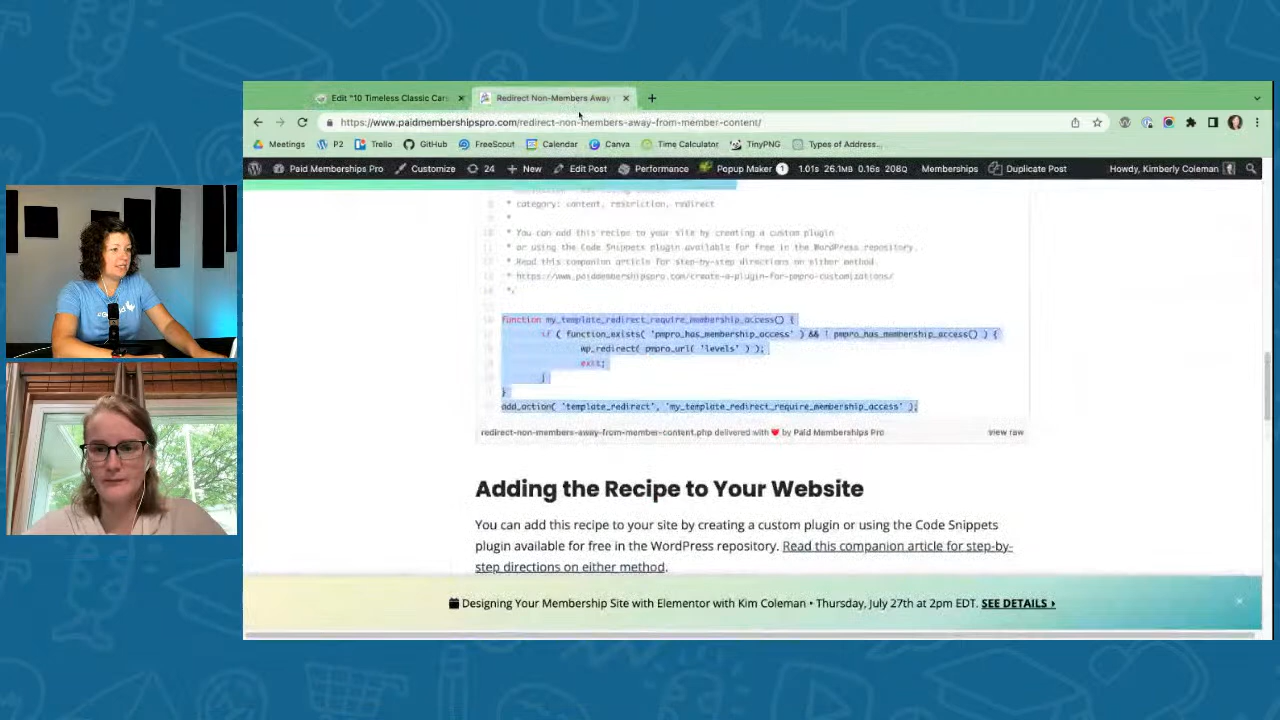 Edit "10 Timeless Classic Cars
Redirect Non-Members Away
https://www.paidmembershipspro.com/redirect-non-members-away-from-member-content/
Meetings P2 Trello GitHub FreeScout Calendar Canva Time Calculator TinyPNG Types of Address...
Paid Memberships Pro Customize 24 New Edit Post Performance Popup Maker 1 1.01s 26.1MB 0.16s 208Q Memberships Duplicate Post Howdy, Kimberly Coleman
* category: content, restriction, redirect
*
* You can add this recipe to your site by creating a custom plugin
* or using the Code Snippets plugin available for free in the WordPress repository.
* Read this companion article for step-by-step directions on either method.
* https://www.paidmembershipspro.com/create-a-plugin-for-pmpro-customizations/
*/
function my_template_redirect_require_membership_access() {
if ( function_exists( 'pmpro_has_membership_access' ) && ! pmpro_has_membership_access() ) {
wp_redirect( pmpro_url( 'levels' ) );
exit;
}
}
add_action( 'template_redirect', 'my_template_redirect_require_membership_access' );
redirect-non-members-away-from-member-content.php delivered with ❤ by Paid Memberships Pro view raw
Adding the Recipe to Your Website
You can add this recipe to your site by creating a custom plugin or using the Code Snippets
plugin available for free in the WordPress repository. Read this companion article for step-by-
step directions on either method.
Designing Your Membership Site with Elementor with Kim Coleman • Thursday, July 27th at 2pm EDT. SEE DETAILS ›